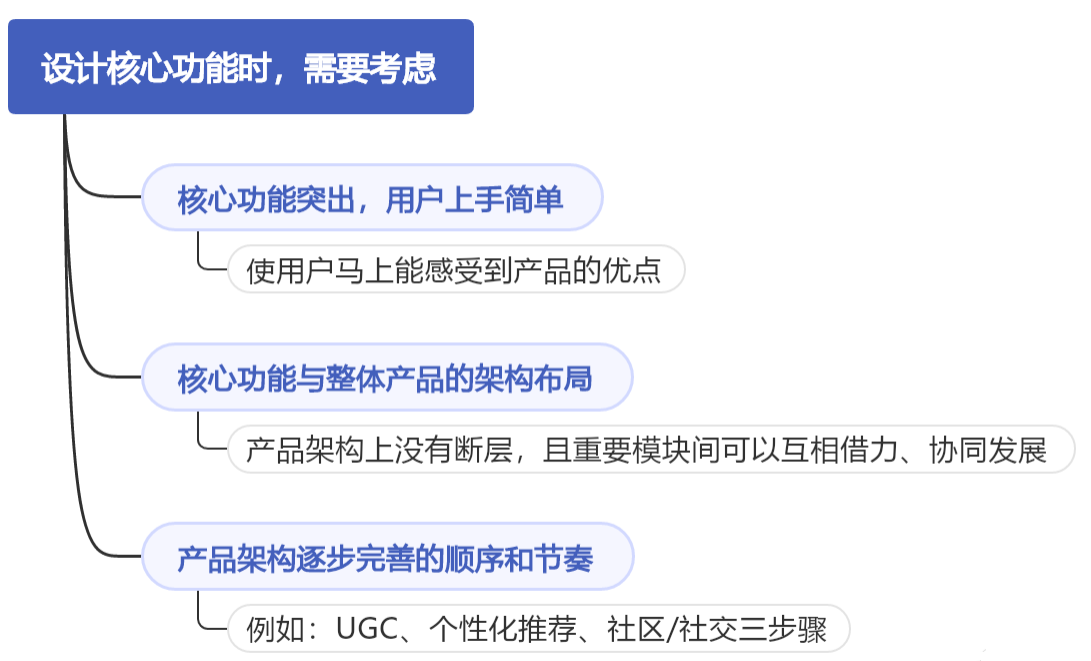 设计核心功能时，需要考虑
核心功能突出，用户上手简单
使用户马上能感受到产品的优点
核心功能与整体产品的架构布局
产品架构上没有断层，且重要模块间可以互相借力、协同发展
产品架构逐步完善的顺序和节奏
例如：UGC、个性化推荐、社区/社交三步骤